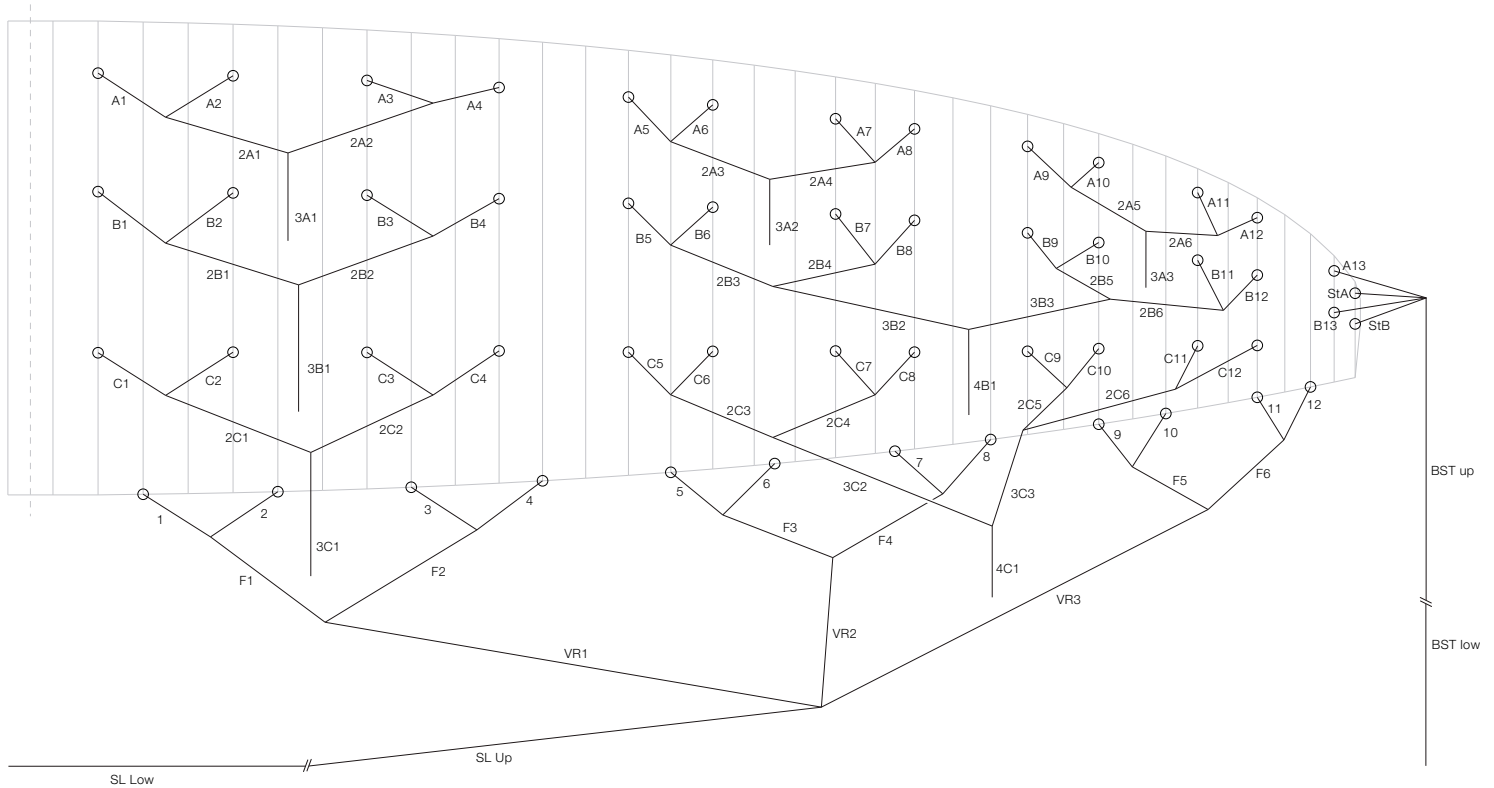 A1
A2
A3
A4
2A1
2A2
3A1
A5
A6
A7
A8
2A3
2A4
3A2
A9
A10
2A5
A11
A12
2A6
3A3
A13
StA
B13
StB
B1
B2
B3
B4
2B1
2B2
3B1
B5
B6
B7
B8
2B3
2B4
3B2
B9
B10
2B5
B11
B12
2B6
3B3
4B1
C1
C2
C3
C4
2C1
2C2
3C1
C5
C6
C7
C8
2C3
2C4
3C2
C9
C10
2C5
C11
C12
2C6
3C3
4C1
1
2
3
4
F1
F2
5
6
7
8
F3
F4
9
10
11
12
F5
F6
VR1
VR2
VR3
BST up
BST low
SL Up
SL Low